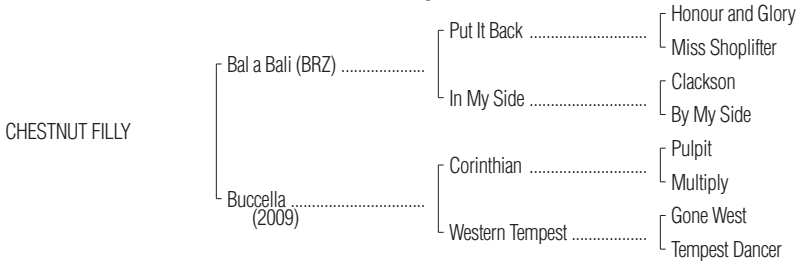 Honour and Glory
Put It Back ............................
Miss Shoplifter
Bal a Bali (BRZ) ....................
Clackson
In My Side ............................
By My Side
CHESTNUT FILLY
Pulpit
Corinthian ............................
Multiply
Buccella ................................
(2009)
Gone West
Western Tempest ..................
Tempest Dancer